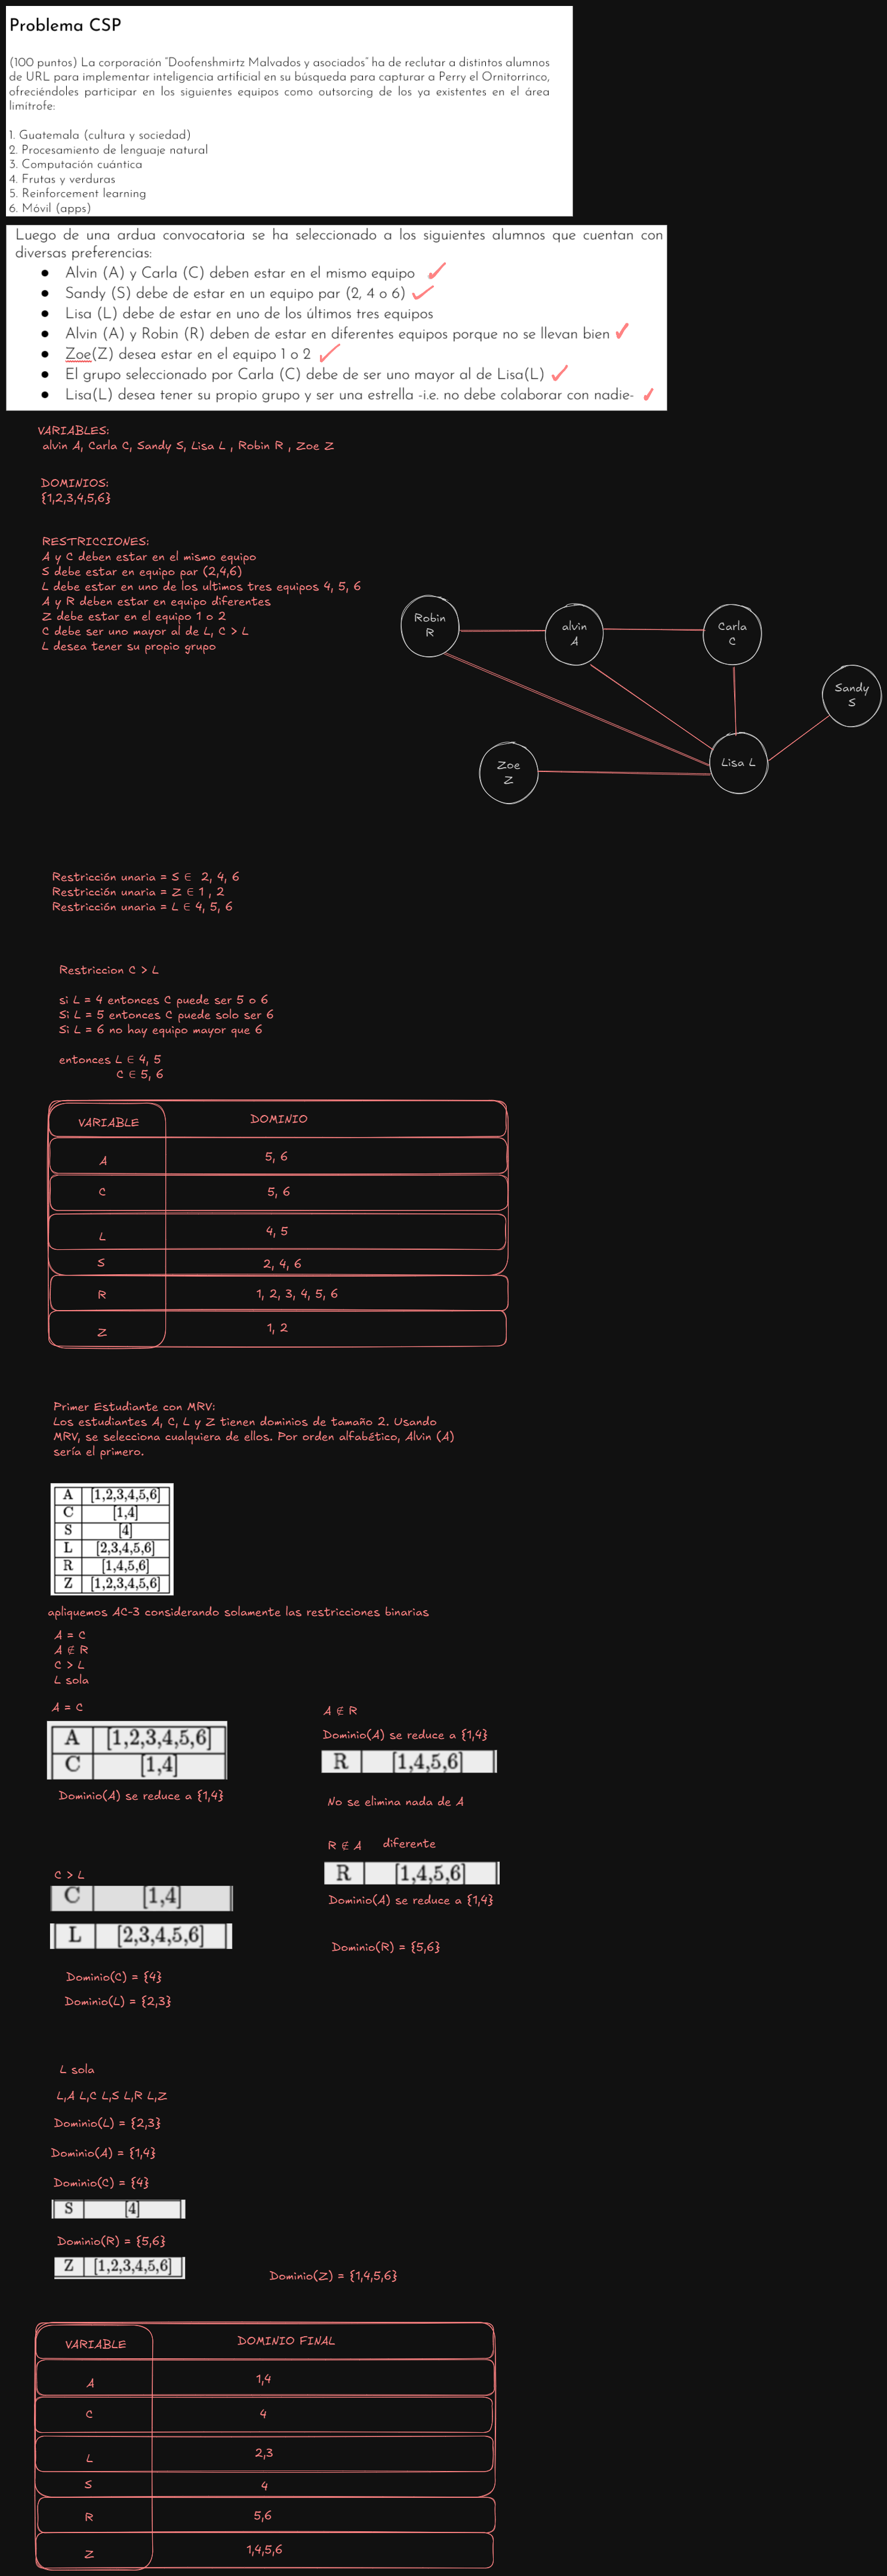 Problema CSP
(100 puntos) La corporación "Doofenshmirtz Malvados y asociados" ha de reclutar a distintos alumnos
de URL para implementar inteligencia artificial en su búsqueda para capturar a Perry el Ornitorrinco,
ofreciéndoles participar en los siguientes equipos como outsorcing de los ya existentes en el área
limítrofe:
1. Guatemala (cultura y sociedad)
2. Procesamiento de lenguaje natural
3. Computación cuántica
4. Frutas y verduras
5. Reinforcement learning
6. Móvil (apps)
Luego de una ardua convocatoria se ha seleccionado a los siguientes alumnos que cuentan con
diversas preferencias:
● Alvin (A) y Carla (C) deben estar en el mismo equipo
● Sandy (S) debe de estar en un equipo par (2, 4 o 6)
● Lisa (L) debe de estar en uno de los últimos tres equipos
● Alvin (A) y Robin (R) deben de estar en diferentes equipos porque no se llevan bien
● Zoe(Z) desea estar en el equipo 1 o 2
● El grupo seleccionado por Carla (C) debe de ser uno mayor al de Lisa(L)
● Lisa(L) desea tener su propio grupo y ser una estrella -i.e. no debe colaborar con nadie-
VARIABLES:
alvin A, Carla C, Sandy S, Lisa L , Robin R , Zoe Z
DOMINIOS:
{1,2,3,4,5,6}
RESTRICCIONES:
A y C deben estar en el mismo equipo
S debe estar en equipo par (2,4,6)
L debe estar en uno de los ultimos tres equipos 4, 5, 6
A y R deben estar en equipo diferentes
Z debe estar en el equipo 1 o 2
C debe ser uno mayor al de L, C > L
L desea tener su propio grupo
Robin
R
alvin
A
Carla
C
Sandy
S
Zoe
Z
Lisa L
Restricción unaria = S ∈ 2, 4, 6
Restricción unaria = Z ∈ 1 , 2
Restricción unaria = L ∈ 4, 5, 6
Restriccion C > L
si L = 4 entonces C puede ser 5 o 6
Si L = 5 entonces C puede solo ser 6
Si L = 6 no hay equipo mayor que 6
entonces L ∈ 4, 5
C ∈ 5, 6
VARIABLE DOMINIO
A 5, 6
C 5, 6
L 4, 5
S 2, 4, 6
R 1, 2, 3, 4, 5, 6
Z 1, 2
Primer Estudiante con MRV:
Los estudiantes A, C, L y Z tienen dominios de tamaño 2. Usando
MRV, se selecciona cualquiera de ellos. Por orden alfabético, Alvin (A)
sería el primero.
A [1,2,3,4,5,6]
C [1,4]
S [4]
L [2,3,4,5,6]
R [1,4,5,6]
Z [1,2,3,4,5,6]
apliquemos AC-3 considerando solamente las restricciones binarias
A = C
A ∉ R
C > L
L sola
A = C
A [1,2,3,4,5,6]
C [1,4]
Dominio(A) se reduce a {1,4}
A ∉ R
Dominio(A) se reduce a {1,4}
R [1,4,5,6]
No se elimina nada de A
R ∉ A diferente
R [1,4,5,6]
Dominio(A) se reduce a {1,4}
Dominio(R) = {5,6}
C > L
C [1,4]
L [2,3,4,5,6]
Dominio(C) = {4}
Dominio(L) = {2,3}
L sola
L,A L,C L,S L,R L,Z
Dominio(L) = {2,3}
Dominio(A) = {1,4}
Dominio(C) = {4}
S [4]
Dominio(R) = {5,6}
Z [1,2,3,4,5,6]
Dominio(Z) = {1,4,5,6}
VARIABLE DOMINIO FINAL
A 1,4
C 4
L 2,3
S 4
R 5,6
Z 1,4,5,6